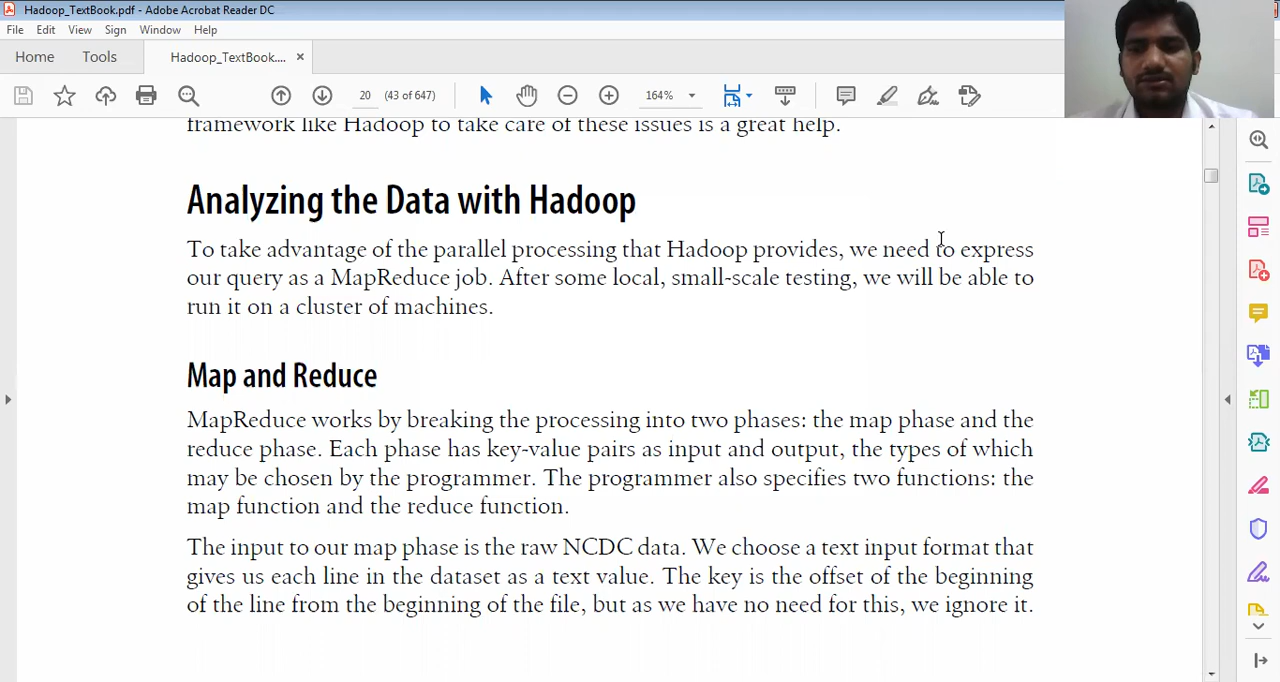 Hadoop_TextBook.pdf - Adobe Acrobat Reader DC
File Edit View Window Sign Help
Home Tools Hadoop_TextBook.... ×
20 (43 of 647) 164%
framework like Hadoop to take care of these issues is a great help.
Analyzing the Data with Hadoop
To take advantage of the parallel processing that Hadoop provides, we need to express
our query as a MapReduce job. After some local, small-scale testing, we will be able to
run it on a cluster of machines.
Map and Reduce
MapReduce works by breaking the processing into two phases: the map phase and the
reduce phase. Each phase has key-value pairs as input and output, the types of which
may be chosen by the programmer. The programmer also specifies two functions: the
map function and the reduce function.
The input to our map phase is the raw NCDC data. We choose a text input format that
gives us each line in the dataset as a text value. The key is the offset of the beginning
of the line from the beginning of the file, but as we have no need for this, we ignore it.